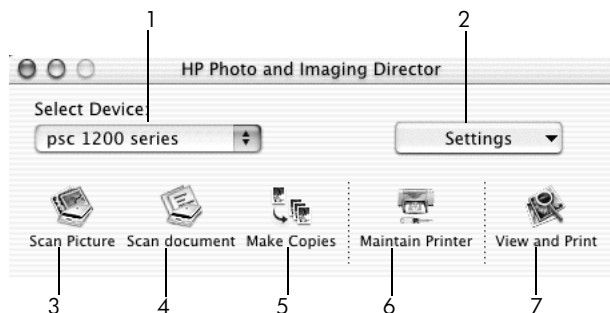 1 2
HP Photo and Imaging Director
Select Device:
psc 1200 series Settings
Scan Picture Scan document Make Copies Maintain Printer View and Print
3 4 5 6 7